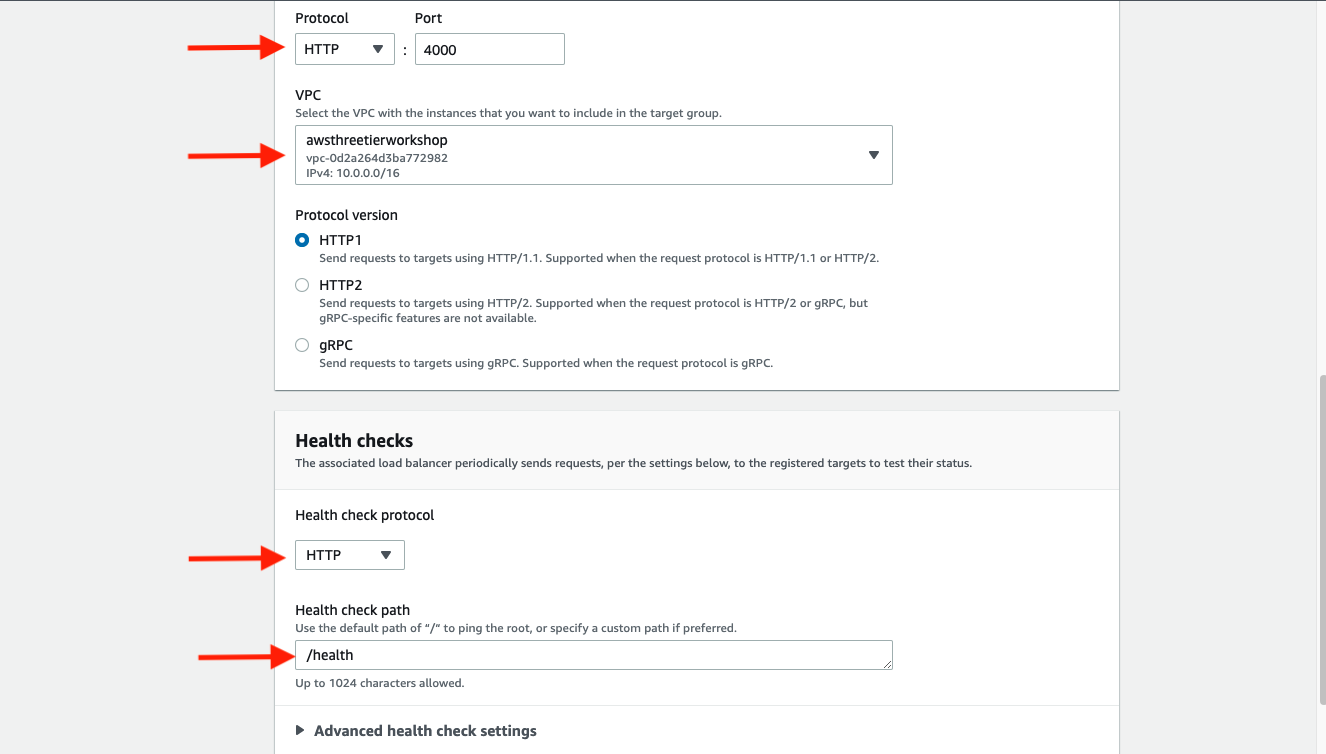 Protocol
Port
HTTP
:
4000
VPC
Select the VPC with the instances that you want to include in the target group.
awsthreetierworkshop
vpc-0d2a264d3ba772982
IPv4: 10.0.0.0/16
Protocol version
HTTP1
Send requests to targets using HTTP/1.1. Supported when the request protocol is HTTP/1.1 or HTTP/2.
HTTP2
Send requests to targets using HTTP/2. Supported when the request protocol is HTTP/2 or gRPC, but
gRPC-specific features are not available.
gRPC
Send requests to targets using gRPC. Supported when the request protocol is gRPC.
Health checks
The associated load balancer periodically sends requests, per the settings below, to the registered targets to test their status.
Health check protocol
HTTP
Health check path
Use the default path of “/“ to ping the root, or specify a custom path if preferred.
/health
Up to 1024 characters allowed.
Advanced health check settings